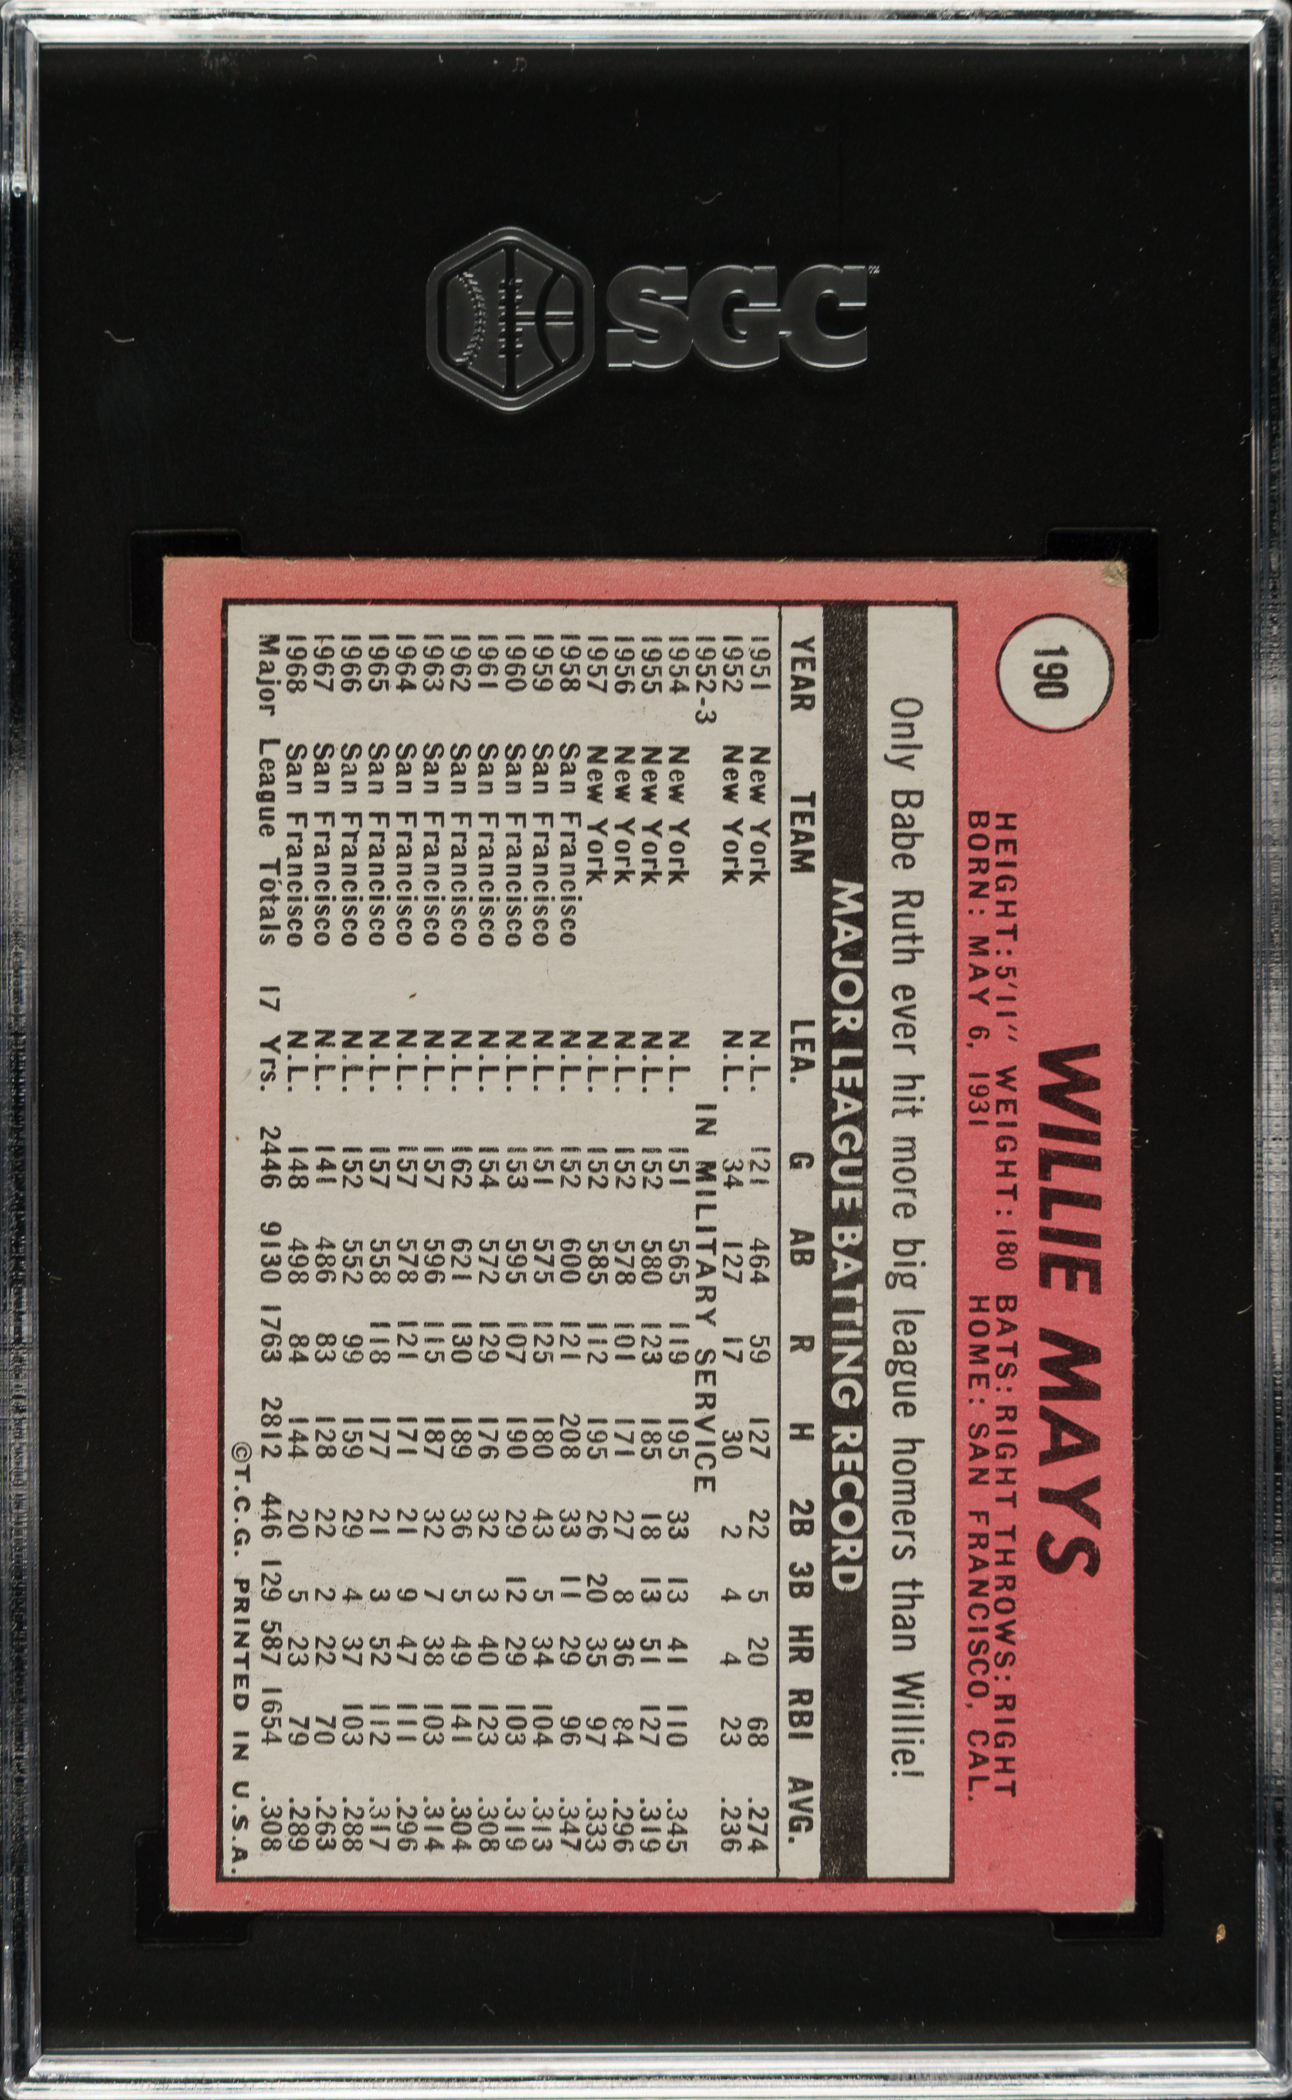 SGC
™
190
WILLIE MAYS
HEIGHT: 5'11" WEIGHT: 180 BATS: RIGHT THROWS: RIGHT
BORN: MAY 6, 1931 HOME: SAN FRANCISCO, CAL.
Only Babe Ruth ever hit more big league homers than Willie!
MAJOR LEAGUE BATTING RECORD
YEAR TEAM LEA. G AB R H 2B 3B HR RBI AVG.
1951 New York N.L. 121 464 59 127 22 5 20 68 .274
1952 New York N.L. 34 127 17 30 2 4 4 23 .236
1952-3 IN MILITARY SERVICE
1954 New York N.L. 151 565 119 195 33 13 41 110 .345
1955 New York N.L. 152 580 123 185 18 13 51 127 .319
1956 New York N.L. 152 578 101 171 27 8 36 84 .296
1957 New York N.L. 152 585 112 195 26 20 35 97 .333
1958 San Francisco N.L. 152 600 121 208 33 11 29 96 .347
1959 San Francisco N.L. 151 575 125 180 43 5 34 104 .313
1960 San Francisco N.L. 153 595 107 190 29 12 29 103 .319
1961 San Francisco N.L. 154 572 129 176 32 3 40 123 .308
1962 San Francisco N.L. 162 621 130 189 36 5 49 141 .304
1963 San Francisco N.L. 157 596 115 187 32 7 38 103 .314
1964 San Francisco N.L. 157 578 121 171 21 9 47 111 .296
1965 San Francisco N.L. 157 558 118 177 21 3 52 112 .317
1966 San Francisco N.L. 152 552 99 159 29 4 37 103 .288
1967 San Francisco N.L. 141 486 83 128 22 2 22 70 .263
1968 San Francisco N.L. 148 498 84 144 20 5 23 79 .289
Major League Totals 17 Yrs. 2446 9130 1763 2812 446 129 587 1654 .308
©T.C.G. PRINTED IN U.S.A.